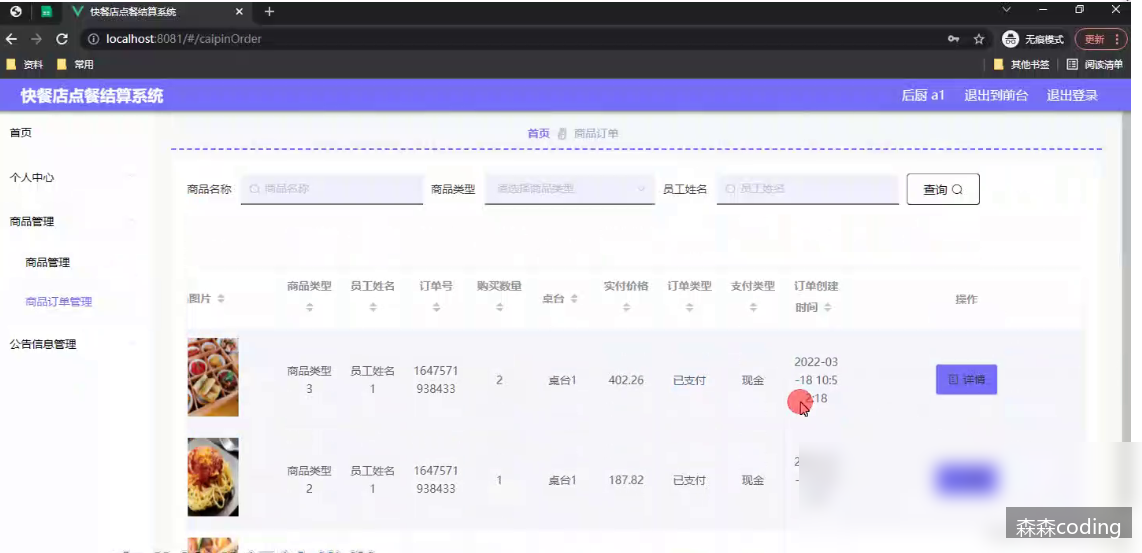 快餐店点餐结算系统
localhost:8081/#/caipinOrder
无痕模式
更新
资料
常用
其他书签
阅读清单
快餐店点餐结算系统
后厨 a1
退出到前台
退出登录
首页
个人中心
商品管理
商品管理
商品订单管理
公告信息管理
首页
商品订单
商品名称
商品名称
商品类型
请选择商品类型
员工姓名
员工姓名
查询
图片
商品类型
员工姓名
订单号
购买数量
桌台
实付价格
订单类型
支付类型
订单创建
时间
操作
商品类型
3
员工姓名
1
1647571
938433
2
桌台1
402.26
已支付
现金
2022-03
-18 10:5
2:18
详情
商品类型
2
员工姓名
1
1647571
938433
1
桌台1
187.82
已支付
现金
2
-
森森coding